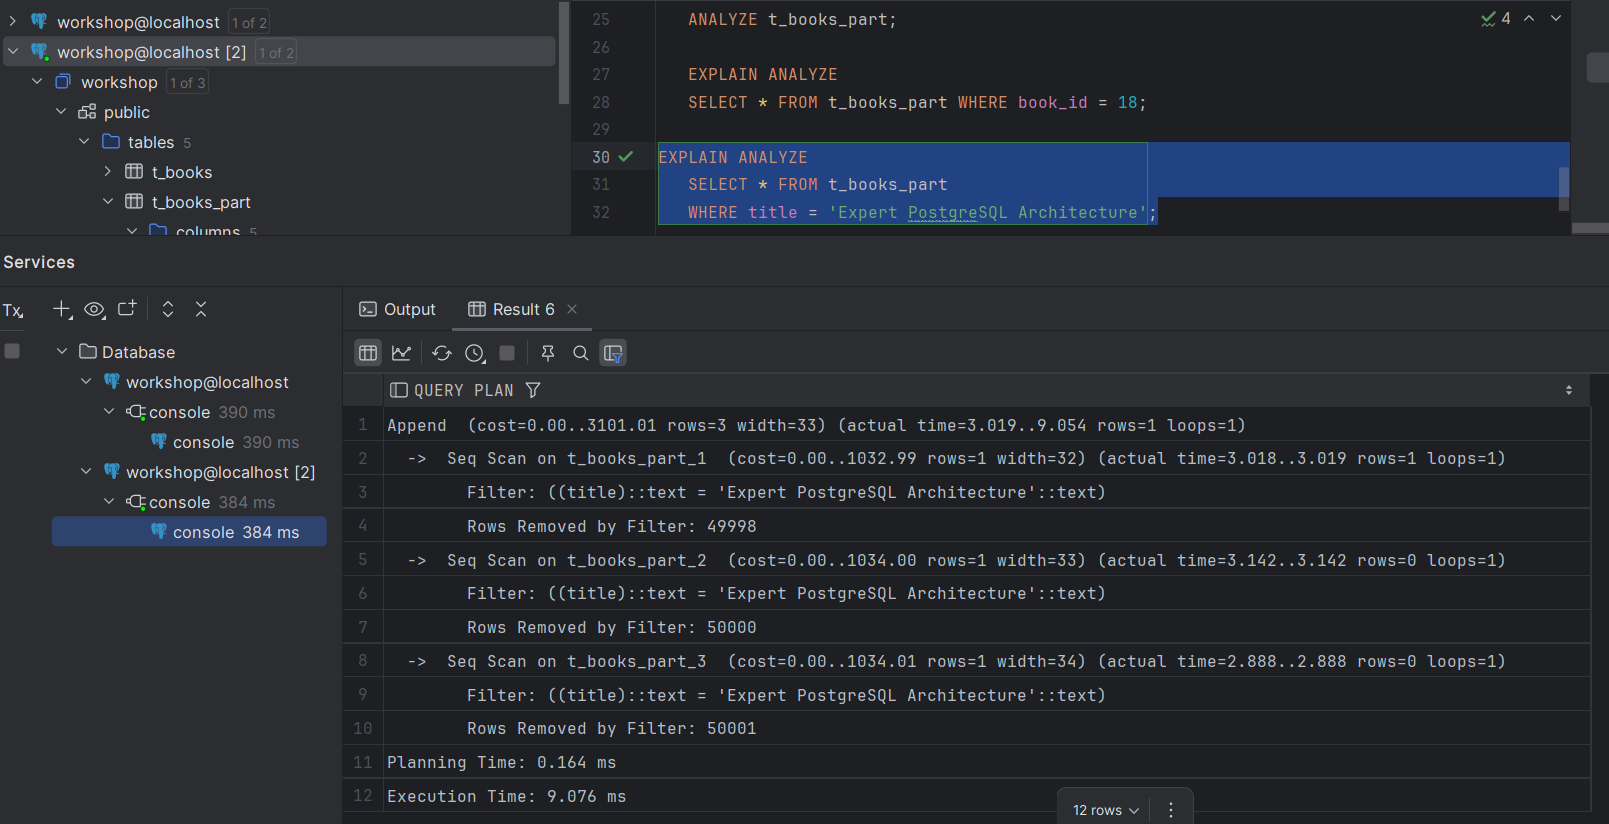 workshop@localhost 1 of 2
workshop@localhost [2] 1 of 2
workshop 1 of 3
public
tables 5
t_books
t_books_part
columns 5
25 ANALYZE t_books_part;
26
27 EXPLAIN ANALYZE
28 SELECT * FROM t_books_part WHERE book_id = 18;
29
30 EXPLAIN ANALYZE
31 SELECT * FROM t_books_part
32 WHERE title = 'Expert PostgreSQL Architecture';
4
Services
Tx
Database
workshop@localhost
console 390 ms
console 390 ms
workshop@localhost [2]
console 384 ms
console 384 ms
Output Result 6
QUERY PLAN
1 Append  (cost=0.00..3101.01 rows=3 width=33) (actual time=3.019..9.054 rows=1 loops=1)
2 ->  Seq Scan on t_books_part_1  (cost=0.00..1032.99 rows=1 width=32) (actual time=3.018..3.019 rows=1 loops=1)
3 Filter: ((title)::text = 'Expert PostgreSQL Architecture'::text)
4 Rows Removed by Filter: 49998
5 ->  Seq Scan on t_books_part_2  (cost=0.00..1034.00 rows=1 width=33) (actual time=3.142..3.142 rows=0 loops=1)
6 Filter: ((title)::text = 'Expert PostgreSQL Architecture'::text)
7 Rows Removed by Filter: 50000
8 ->  Seq Scan on t_books_part_3  (cost=0.00..1034.01 rows=1 width=34) (actual time=2.888..2.888 rows=0 loops=1)
9 Filter: ((title)::text = 'Expert PostgreSQL Architecture'::text)
10 Rows Removed by Filter: 50001
11 Planning Time: 0.164 ms
12 Execution Time: 9.076 ms
12 rows